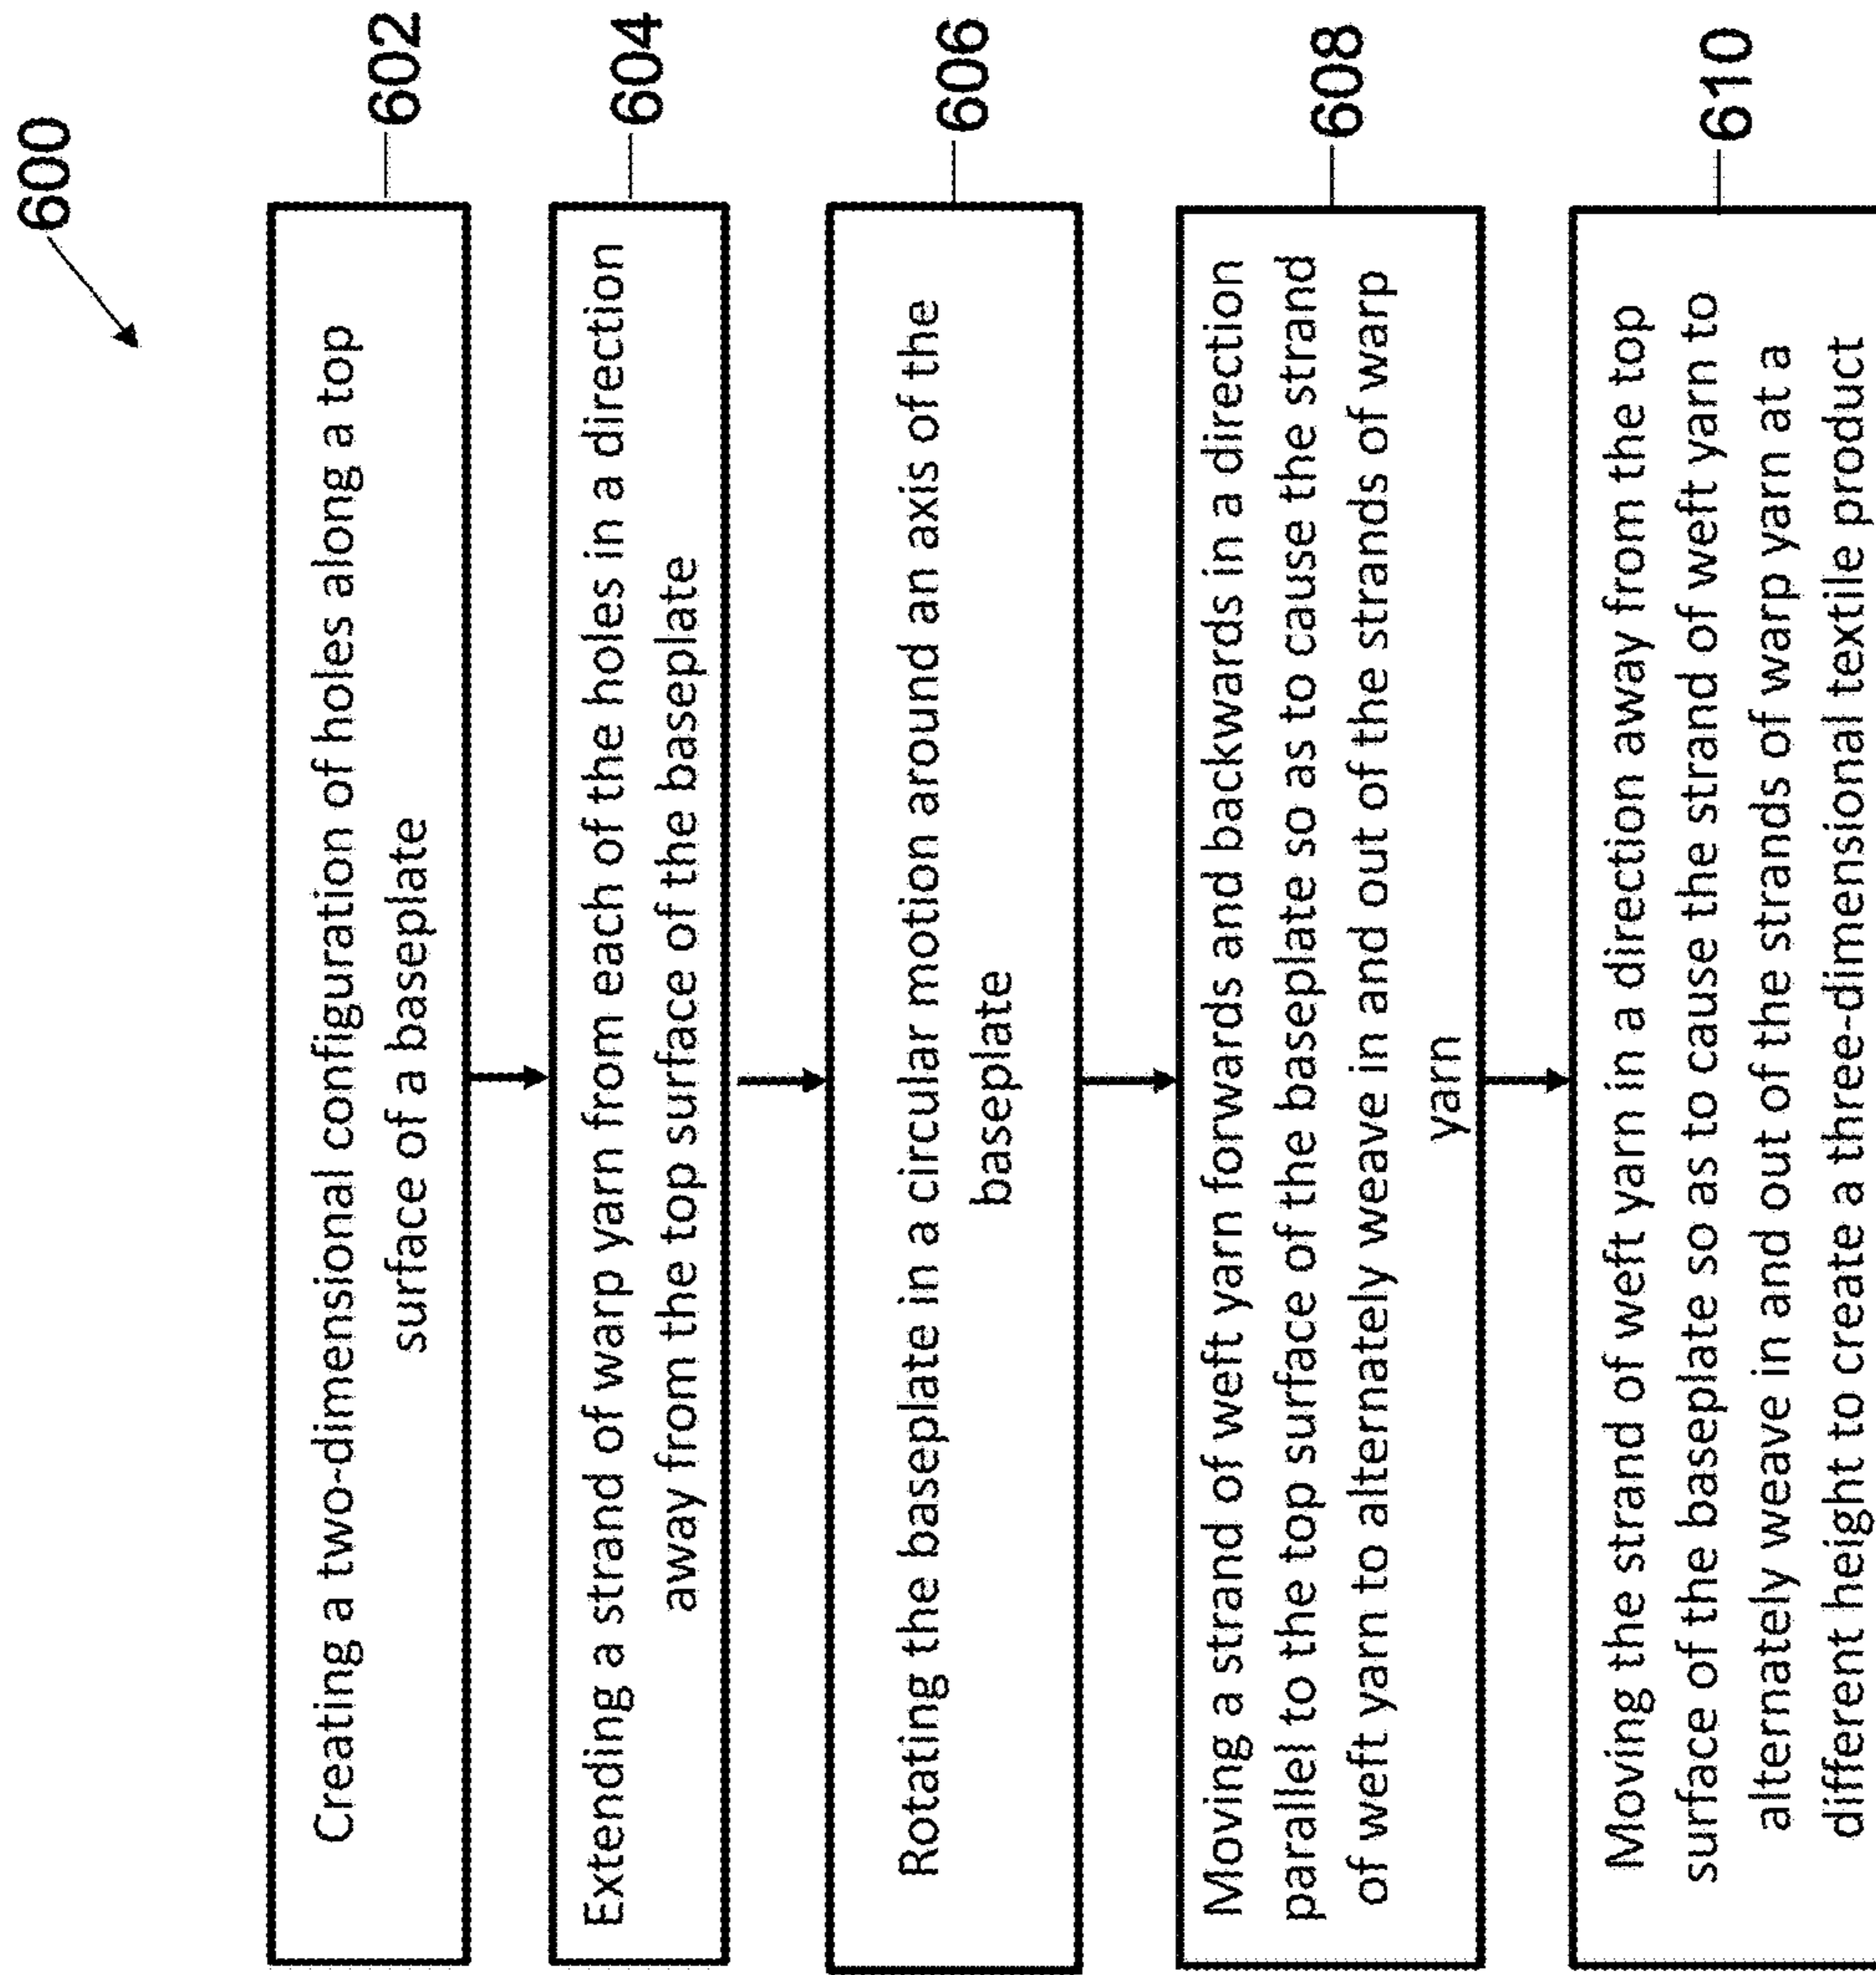 600
Creating a two-dimensional configuration of holes along a top
surface of a baseplate
602
Extending a strand of warp yarn from each of the holes in a direction
away from the top surface of the baseplate
604
Rotating the baseplate in a circular motion around an axis of the
baseplate
606
Moving a strand of weft yarn forwards and backwards in a direction
parallel to the top surface of the baseplate so as to cause the strand
of weft yarn to alternately weave in and out of the strands of warp
yarn
608
Moving the strand of weft yarn in a direction away from the top
surface of the baseplate so as to cause the strand of weft yarn to
alternately weave in and out of the strands of warp yarn at a
different height to create a three-dimensional textile product
610